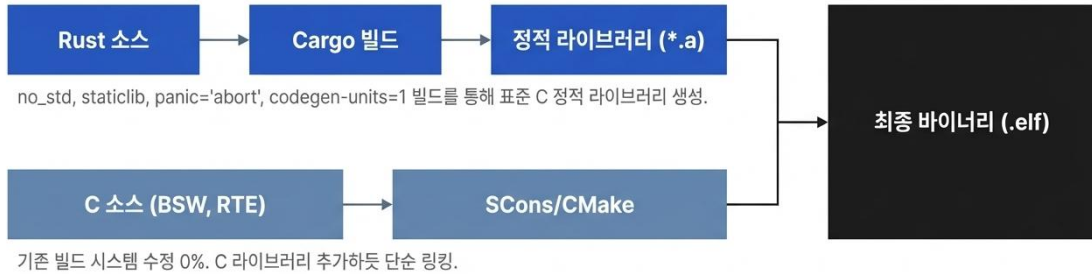 Rust 소스
Cargo 빌드
정적 라이브러리 (*.a)
no_std, staticlib, panic='abort', codegen-units=1 빌드를 통해 표준 C 정적 라이브러리 생성.
최종 바이너리 (.elf)
C 소스 (BSW, RTE)
SCons/CMake
기존 빌드 시스템 수정 0%. C 라이브러리 추가하듯 단순 링킹.